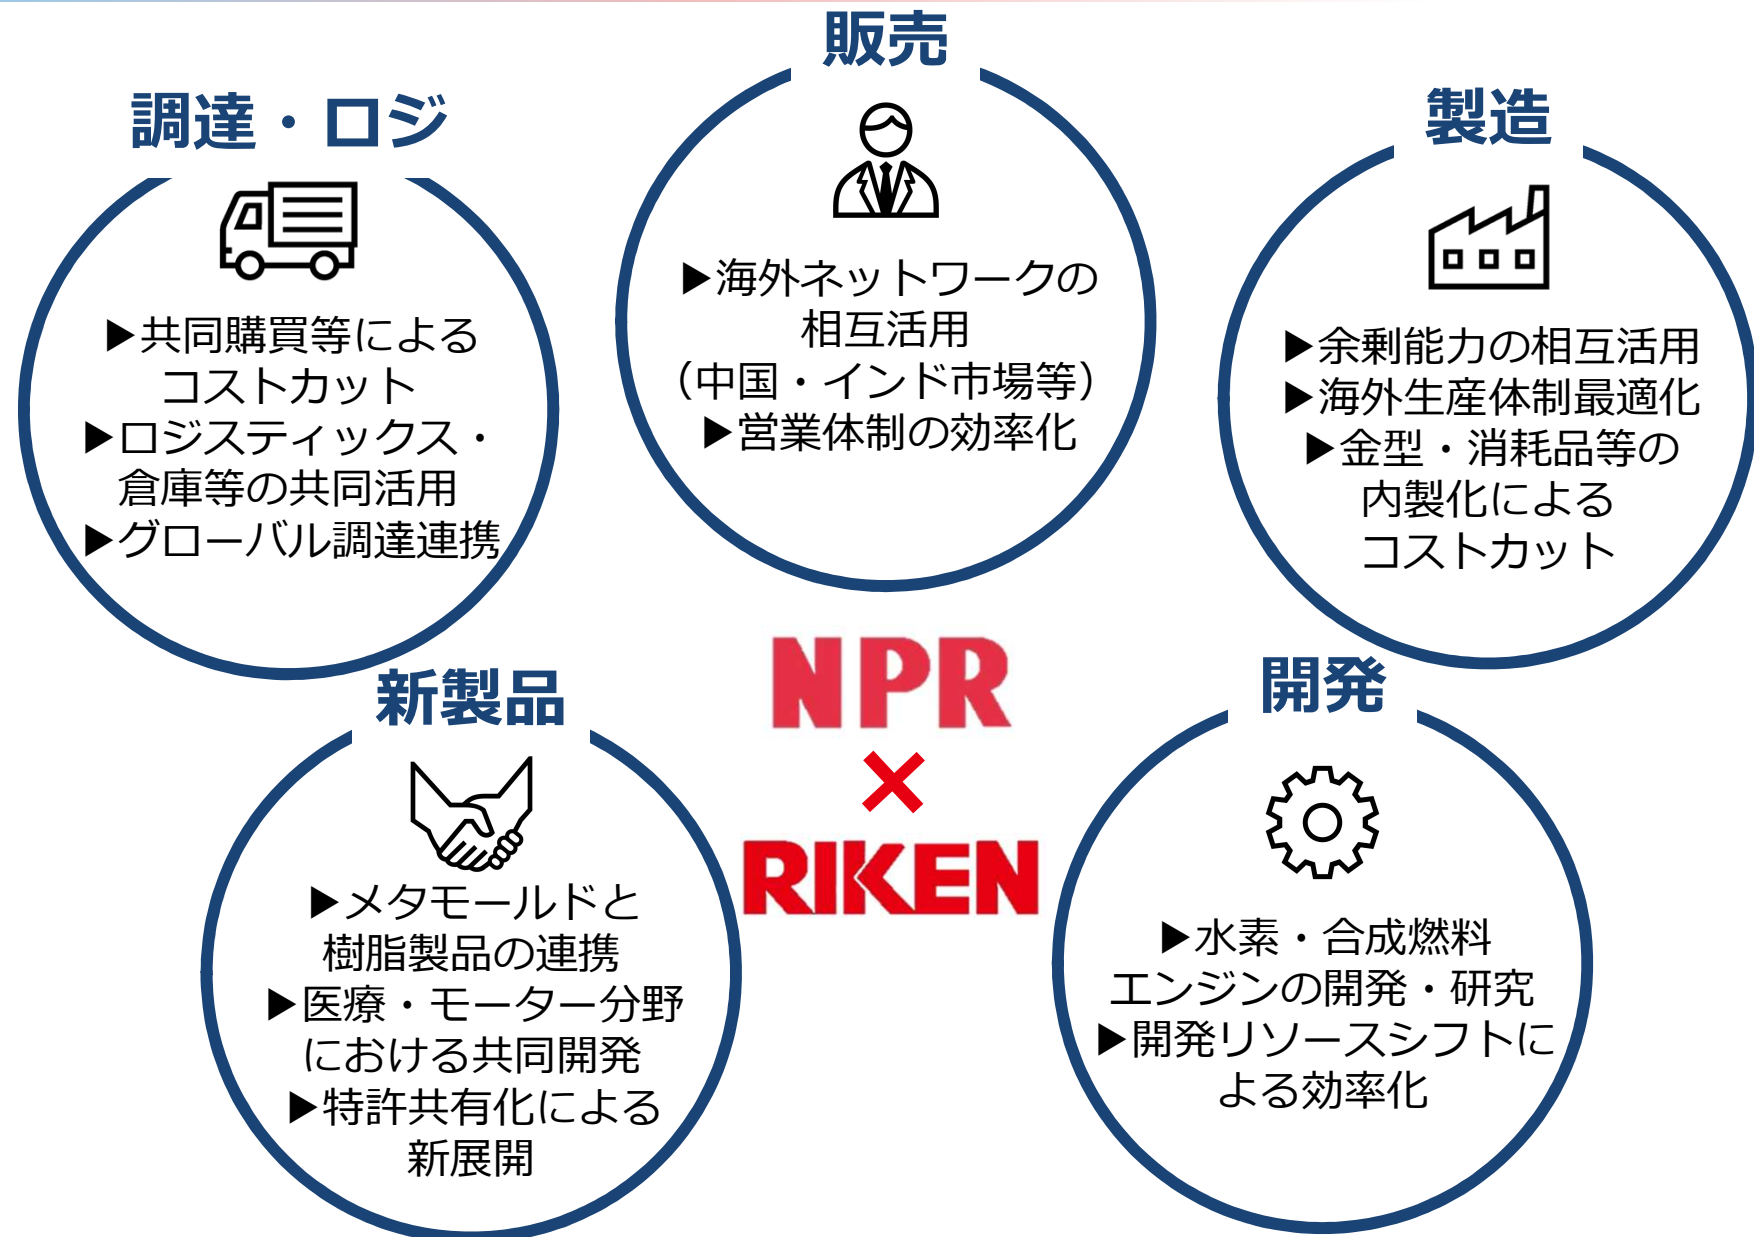 販売
▶海外ネットワークの
相互活用
（中国・インド市場等）
▶営業体制の効率化
調達・ロジ
▶共同購買等による
コストカット
▶ロジスティックス・
倉庫等の共同活用
▶グローバル調達連携
製造
▶余剰能力の相互活用
▶海外生産体制最適化
▶金型・消耗品等の
内製化による
コストカット
新製品
▶メタモールドと
樹脂製品の連携
▶医療・モーター分野
における共同開発
▶特許共有化による
新展開
NPR
×
RIKEN
開発
▶水素・合成燃料
エンジンの開発・研究
▶開発リソースシフトに
よる効率化